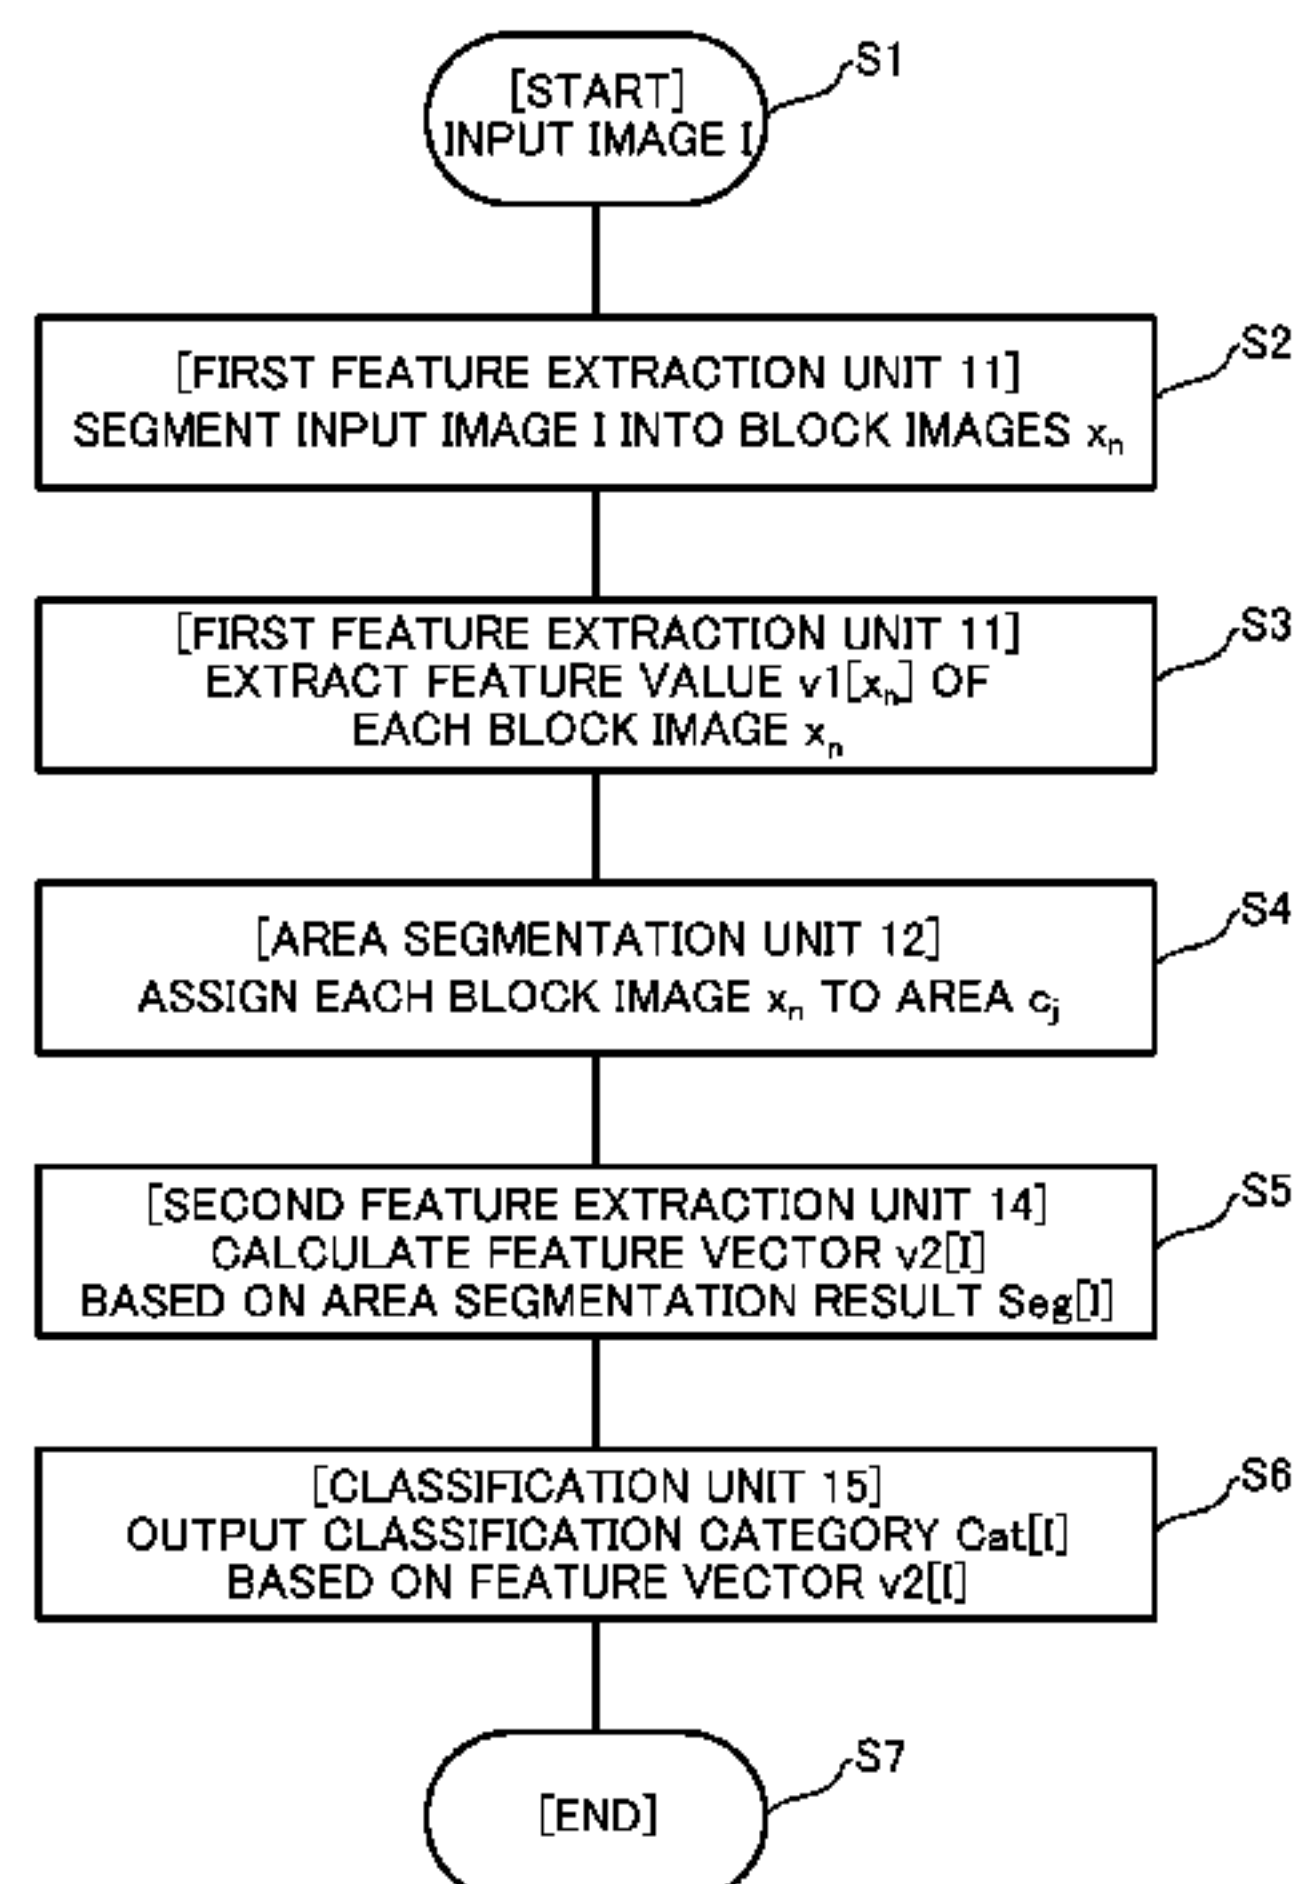 [START]
INPUT IMAGE I
S1
[FIRST FEATURE EXTRACTION UNIT 11]
SEGMENT INPUT IMAGE I INTO BLOCK IMAGES xₙ
S2
[FIRST FEATURE EXTRACTION UNIT 11]
EXTRACT FEATURE VALUE v1[xₙ] OF
EACH BLOCK IMAGE xₙ
S3
[AREA SEGMENTATION UNIT 12]
ASSIGN EACH BLOCK IMAGE xₙ TO AREA cⱼ
S4
[SECOND FEATURE EXTRACTION UNIT 14]
CALCULATE FEATURE VECTOR v2[I]
BASED ON AREA SEGMENTATION RESULT Seg[I]
S5
[CLASSIFICATION UNIT 15]
OUTPUT CLASSIFICATION CATEGORY Cat[I]
BASED ON FEATURE VECTOR v2[I]
S6
[END]
S7